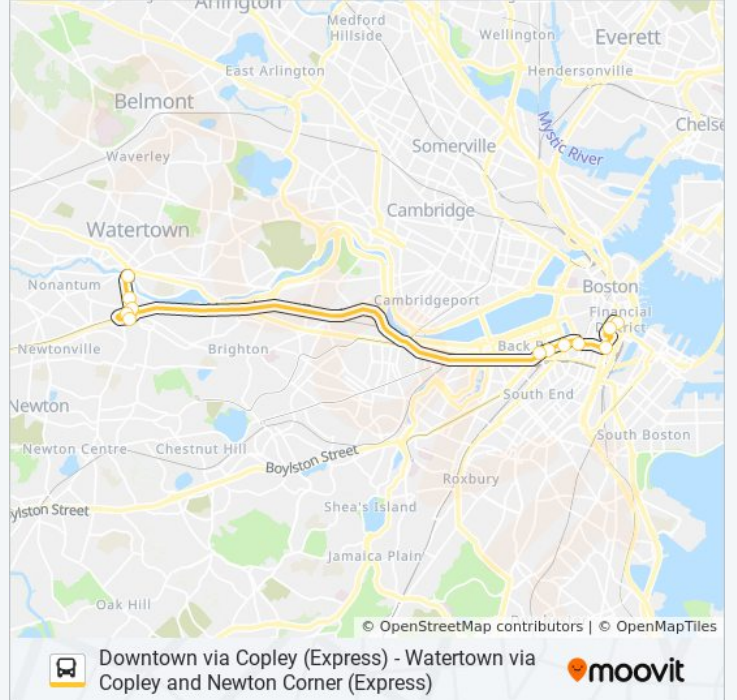 Arlington
Medford
Hillside
Wellington
Everett
East Arlington
Hendersonville
Belmont
Mystic River
Chelse
Somerville
Waverley
Cambridge
Watertown
Nonantum
Boston
Cambridgeport
Financial
District
Newtonville
Brighton
Back B
South End
Newton
South Boston
Newton Centre
Chestnut Hill
Boylston Street
Roxbury
ylston Street
Shea's Island
Jamaica Plain
Oak Hill
© OpenStreetMap contributors | © OpenMapTiles
Downtown via Copley (Express) - Watertown via
Copley and Newton Corner (Express)
moovit